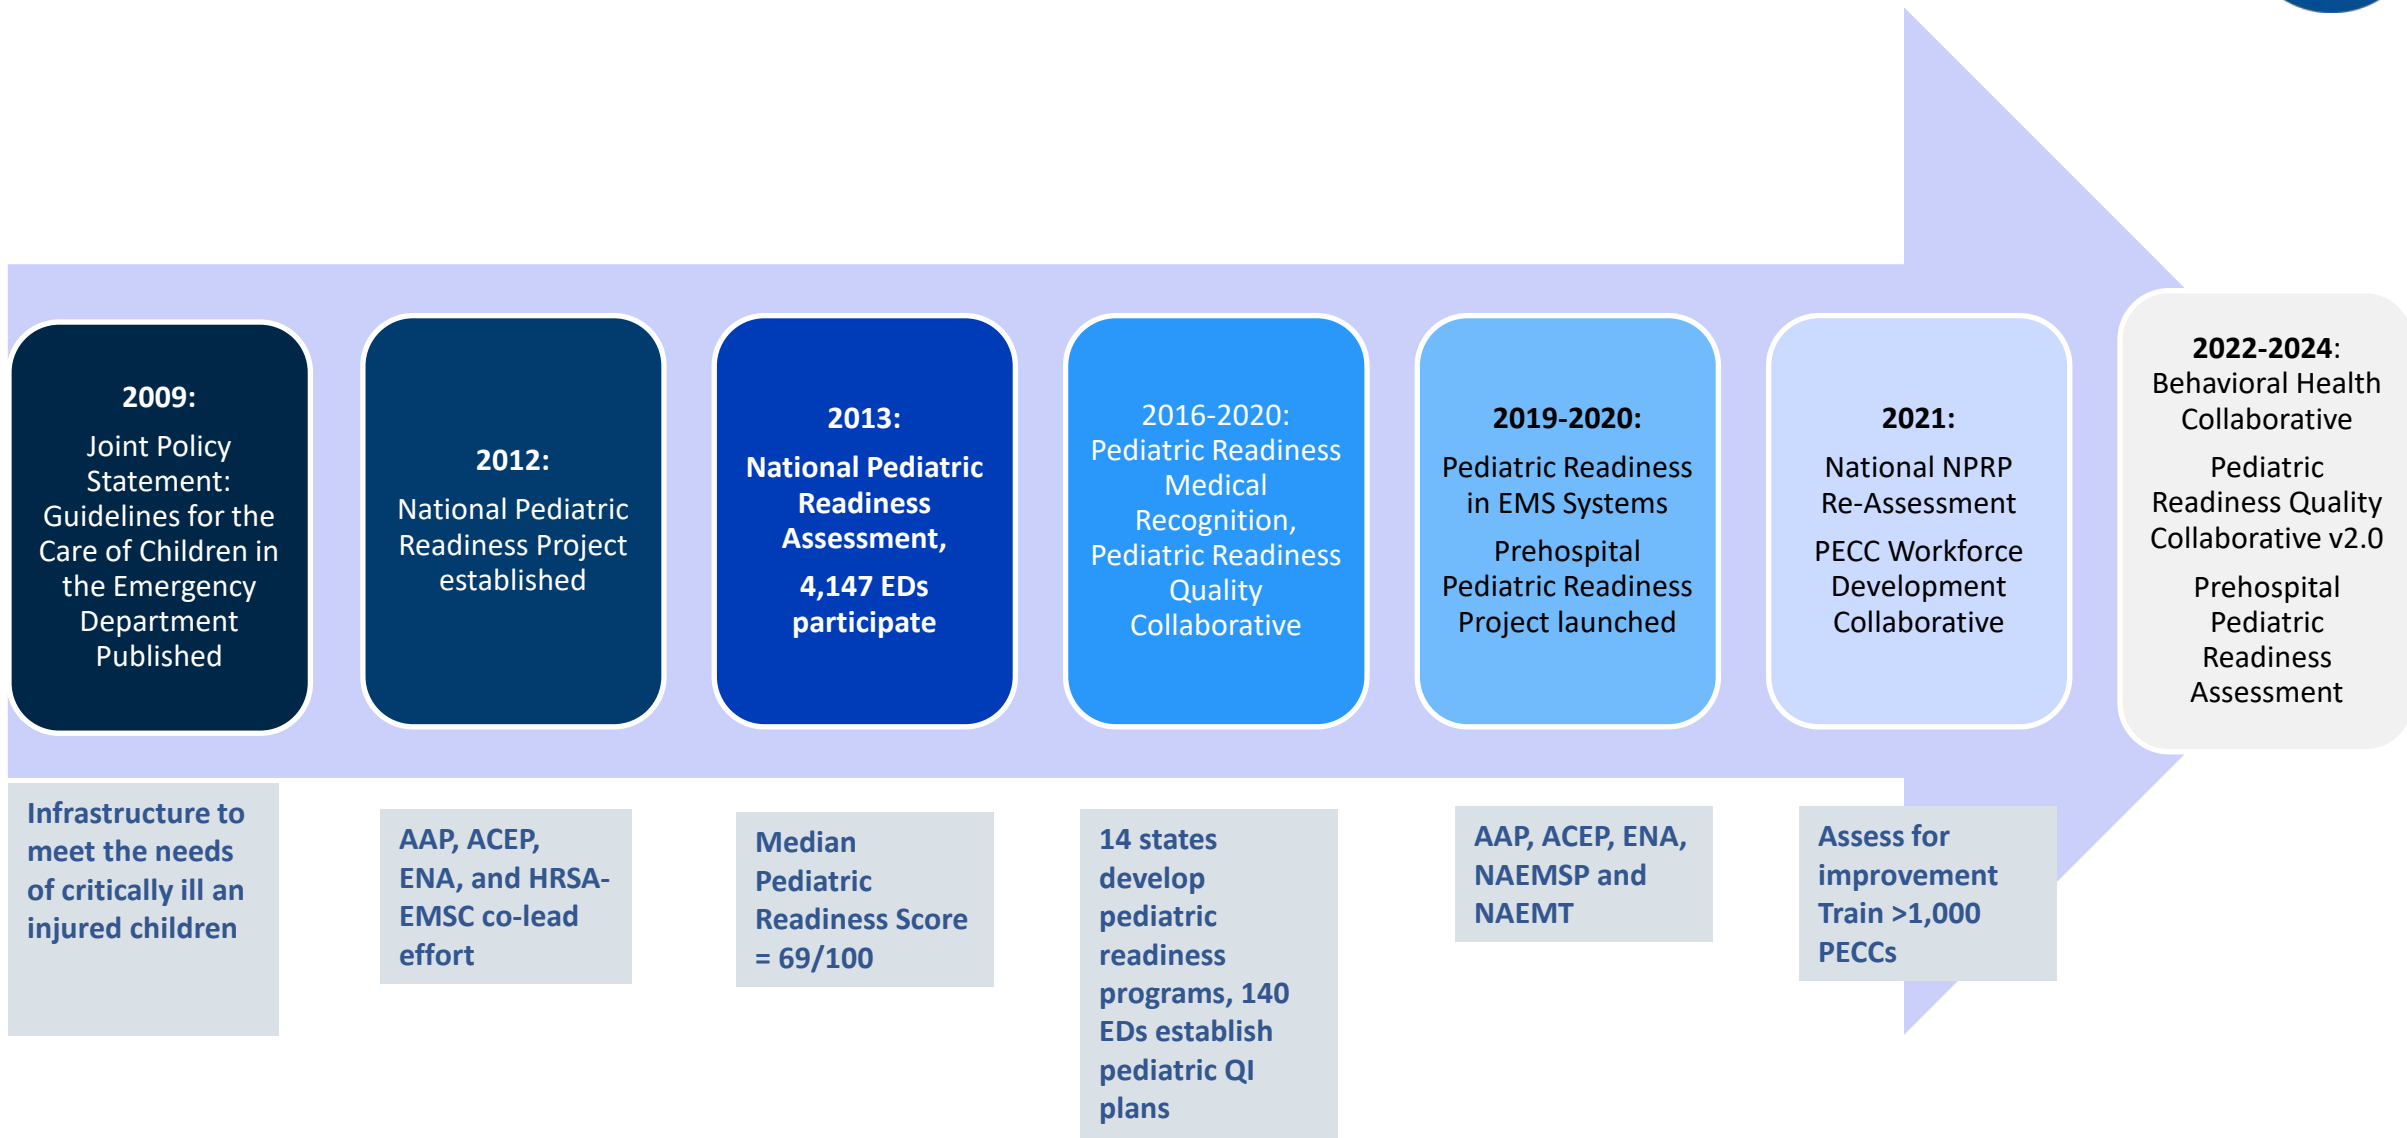 2009:
Joint Policy
Statement:
Guidelines for the
Care of Children in
the Emergency
Department
Published
2012:
National Pediatric
Readiness Project
established
2013:
National Pediatric
Readiness
Assessment,
4,147 EDs
participate
2016-2020:
Pediatric Readiness
Medical
Recognition,
Pediatric Readiness
Quality
Collaborative
2019-2020:
Pediatric Readiness
in EMS Systems
Prehospital
Pediatric Readiness
Project launched
2021:
National NPRP
Re-Assessment
PECC Workforce
Development
Collaborative
2022-2024:
Behavioral Health
Collaborative
Pediatric
Readiness Quality
Collaborative v2.0
Prehospital
Pediatric
Readiness
Assessment
Infrastructure to
meet the needs
of critically ill an
injured children
AAP, ACEP,
ENA, and HRSA-
EMSC co-lead
effort
Median
Pediatric
Readiness Score
= 69/100
14 states
develop
pediatric
readiness
programs, 140
EDs establish
pediatric QI
plans
AAP, ACEP, ENA,
NAEMSP and
NAEMT
Assess for
improvement
Train >1,000
PECCs